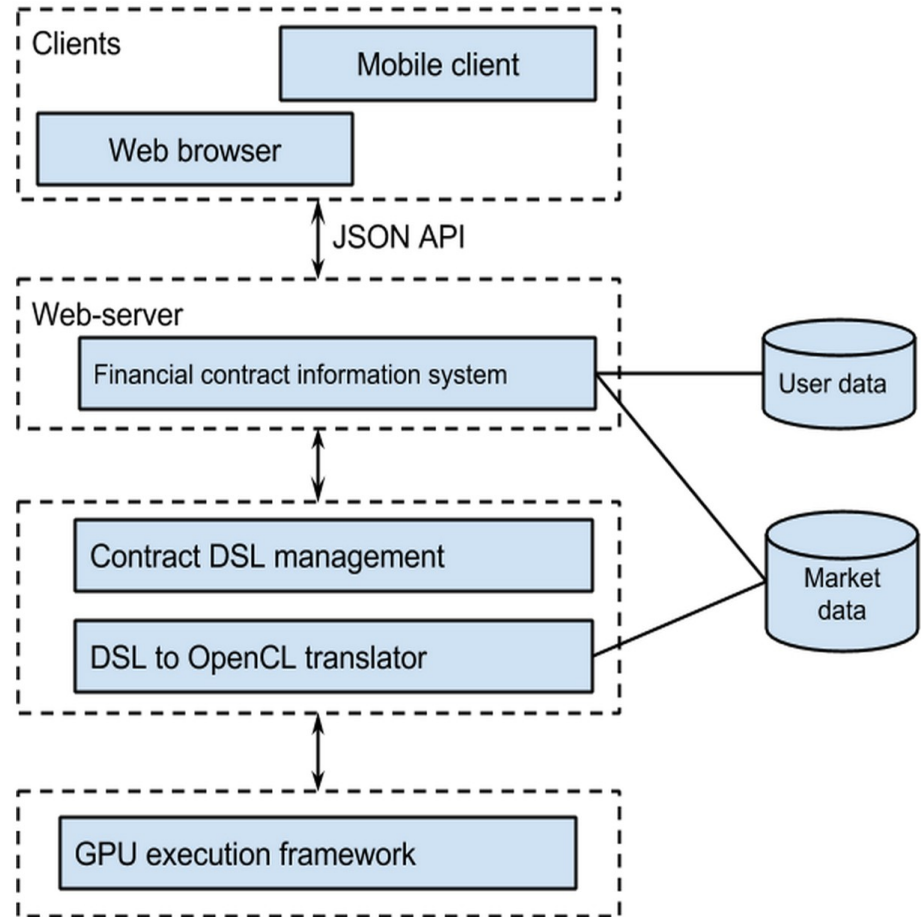 Clients
Mobile client
Web browser
JSON API
Web-server
Financial contract information system
User data
Contract DSL management
DSL to OpenCL translator
Market
data
GPU execution framework